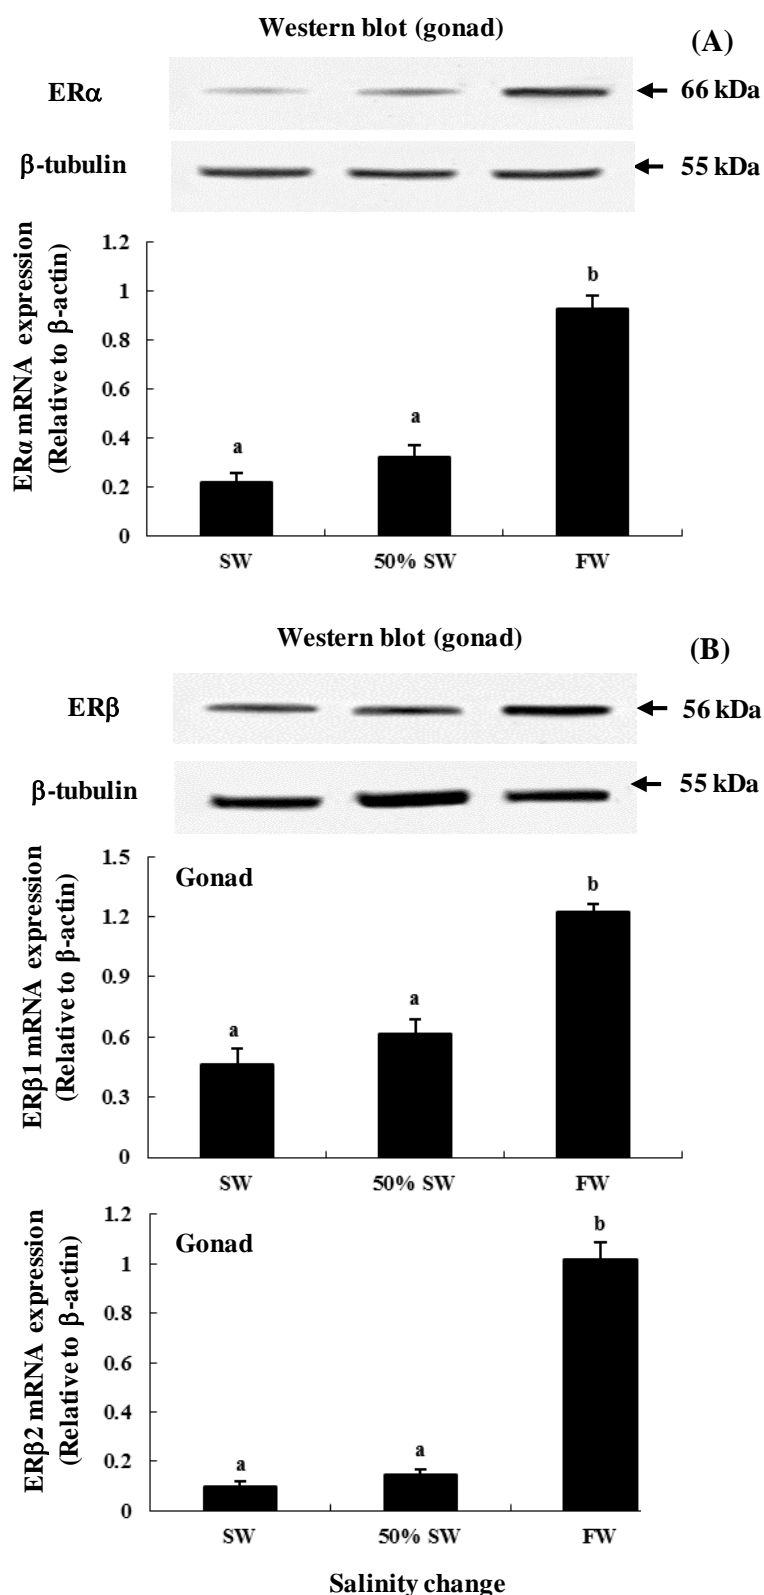 Western blot (gonad)
(A)
ERα
66 kDa
β-tubulin
55 kDa
ERα mRNA expression
(Relative to β-actin)
1.2
1
0.8
0.6
0.4
0.2
0
a
a
b
SW
50% SW
FW
Western blot (gonad)
(B)
ERβ
56 kDa
β-tubulin
55 kDa
ERβ1 mRNA expression
(Relative to β-actin)
Gonad
1.5
1.2
0.9
0.6
0.3
0
a
a
b
SW
50% SW
FW
ERβ2 mRNA expression
(Relative to β-actin)
Gonad
1.2
1
0.8
0.6
0.4
0.2
0
a
a
b
SW
50% SW
FW
Salinity change